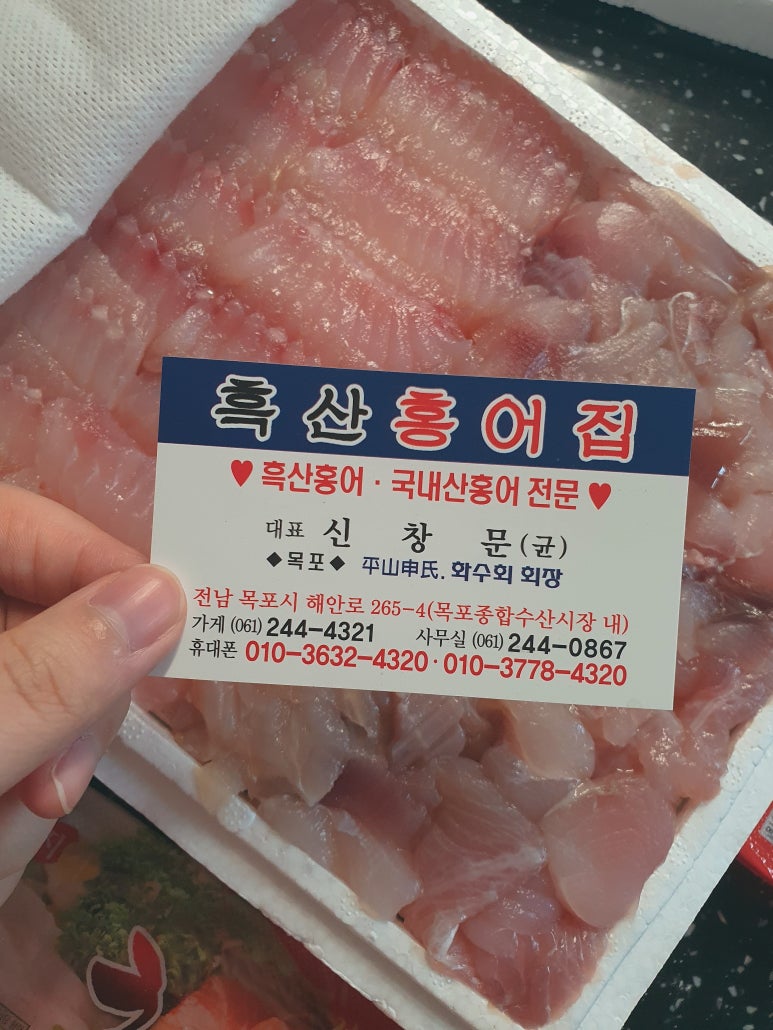 흑산홍어집
♥ 흑산홍어 · 국내산홍어 전문 ♥
대표 신 창 문(균)
◆목포◆ 平山申氏. 화수회 회장
전남 목포시 해안로 265-4(목포종합수산시장 내)
가게 (061) 244-4321 사무실 (061) 244-0867
휴대폰 010-3632-4320 · 010-3778-4320